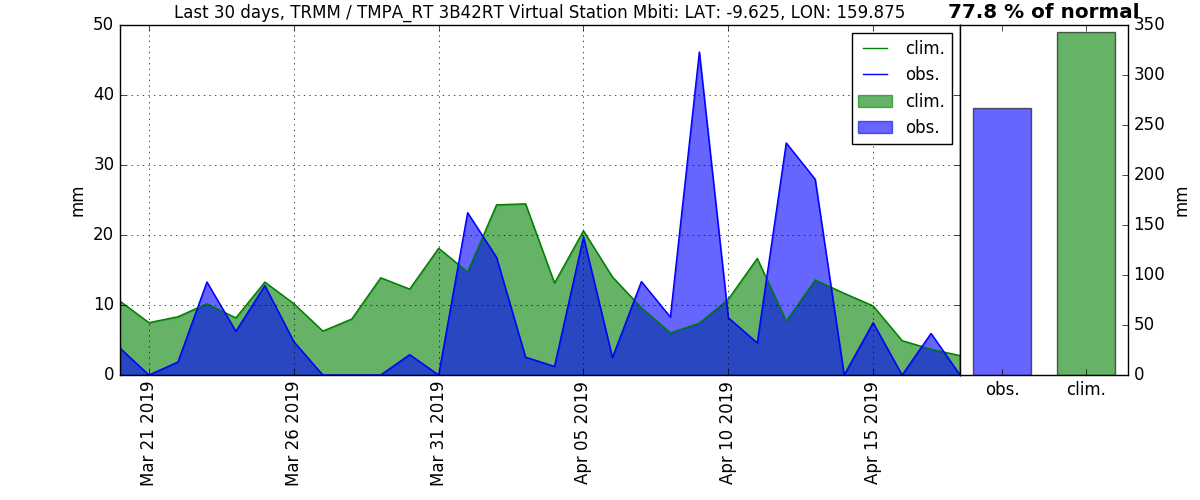 Last 30 days, TRMM / TMPA_RT 3B42RT Virtual Station Mbiti: LAT: -9.625, LON: 159.875
77.8 % of normal
50
40
30
20
10
0
mm
clim.
obs.
clim.
obs.
350
300
250
200
150
100
50
0
mm
Mar 21 2019
Mar 26 2019
Mar 31 2019
Apr 05 2019
Apr 10 2019
Apr 15 2019
obs.
clim.